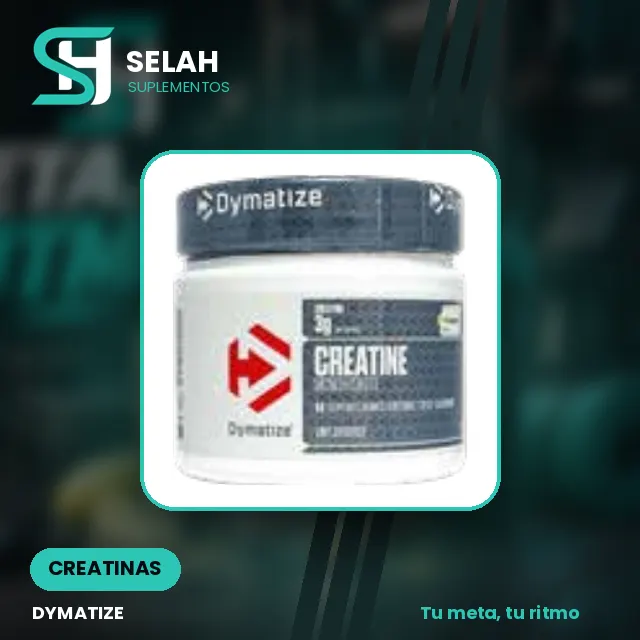 SELAH
SUPLEMENTOS
Dymatize
3g
CREATINE
Dymatize
CREATINAS
DYMATIZE
Tu meta, tu ritmo